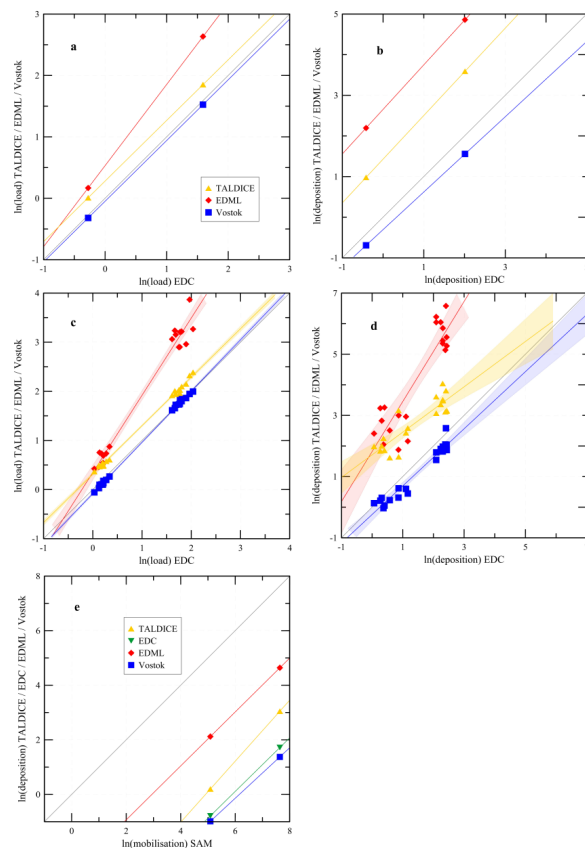 a
ln(load) TALDICE / EDML / Vostok
3
2
1
0
-1
-1
0
1
2
3
ln(load) EDC
TALDICE
EDML
Vostok
b
ln(deposition) TALDICE / EDML / Vostok
5
3
1
-1
-1
1
3
5
ln(deposition) EDC
c
ln(load) TALDICE / EDML / Vostok
4
3
2
1
0
-1
-1
0
1
2
3
4
ln(load) EDC
d
ln(deposition) TALDICE / EDML / Vostok
7
5
3
1
-1
-1
1
3
5
ln(deposition) EDC
e
ln(deposition) TALDICE / EDC / EDML / Vostok
8
6
4
2
0
-1
-1
0
2
4
6
8
ln(mobilisation) SAM
TALDICE
EDC
EDML
Vostok